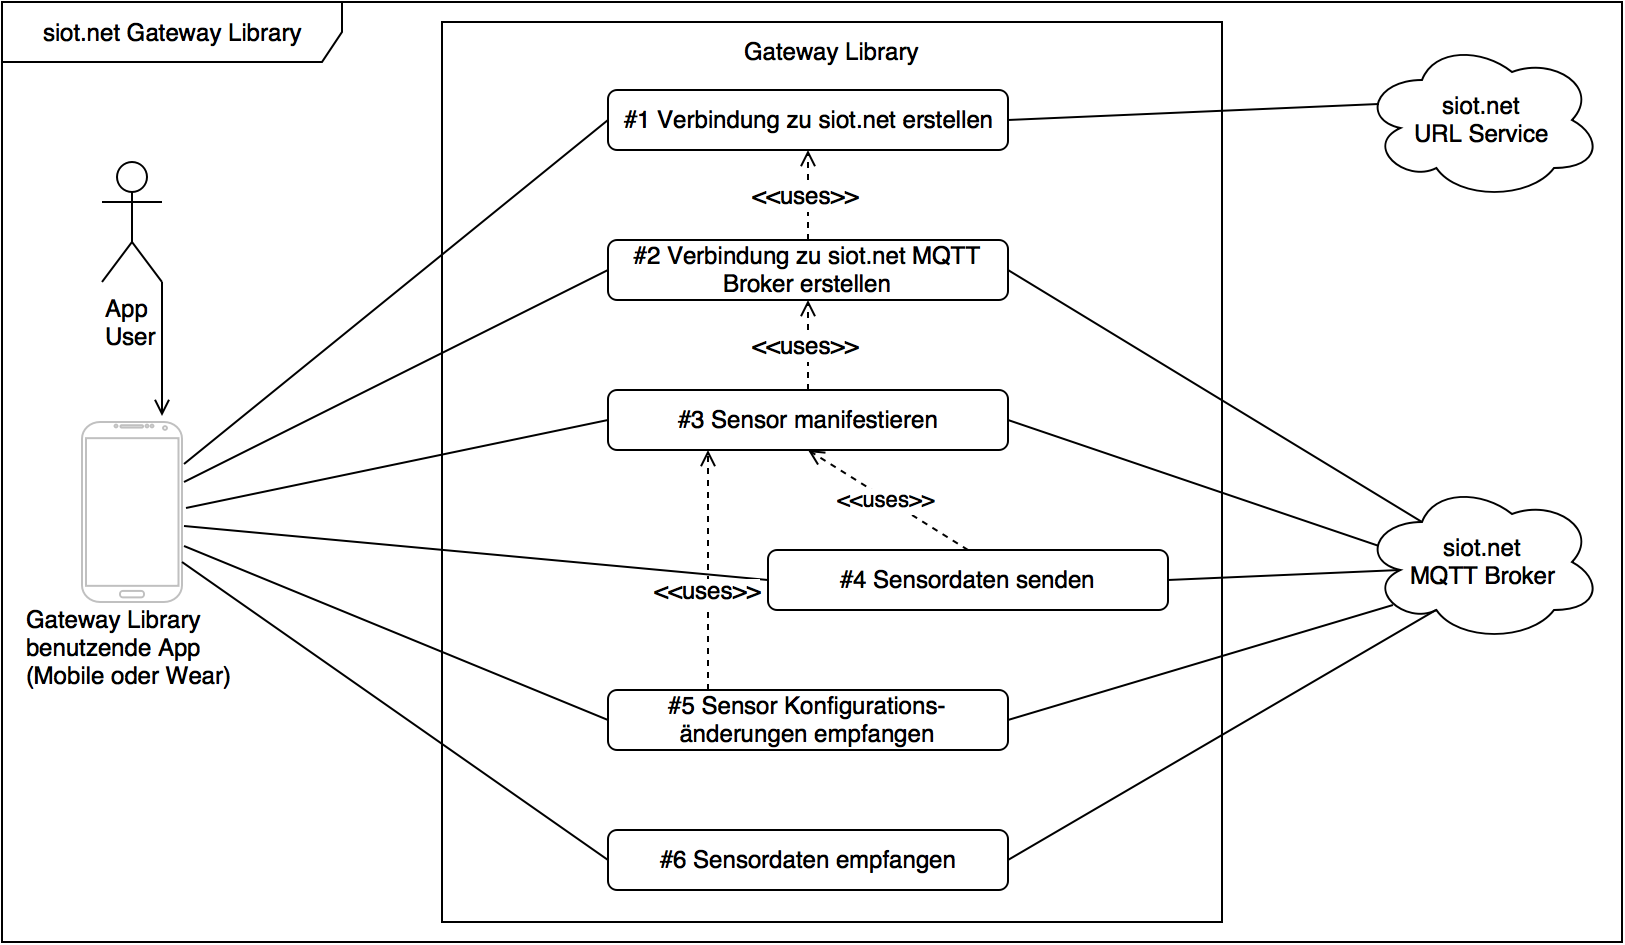 siot.net Gateway Library
Gateway Library
#1 Verbindung zu siot.net erstellen
siot.net
URL Service
<<uses>>
#2 Verbindung zu siot.net MQTT
Broker erstellen
App
User
<<uses>>
#3 Sensor manifestieren
<<uses>>
siot.net
MQTT Broker
#4 Sensordaten senden
<<uses>>
Gateway Library
benutzende App
(Mobile oder Wear)
#5 Sensor Konfigurations-
änderungen empfangen
#6 Sensordaten empfangen